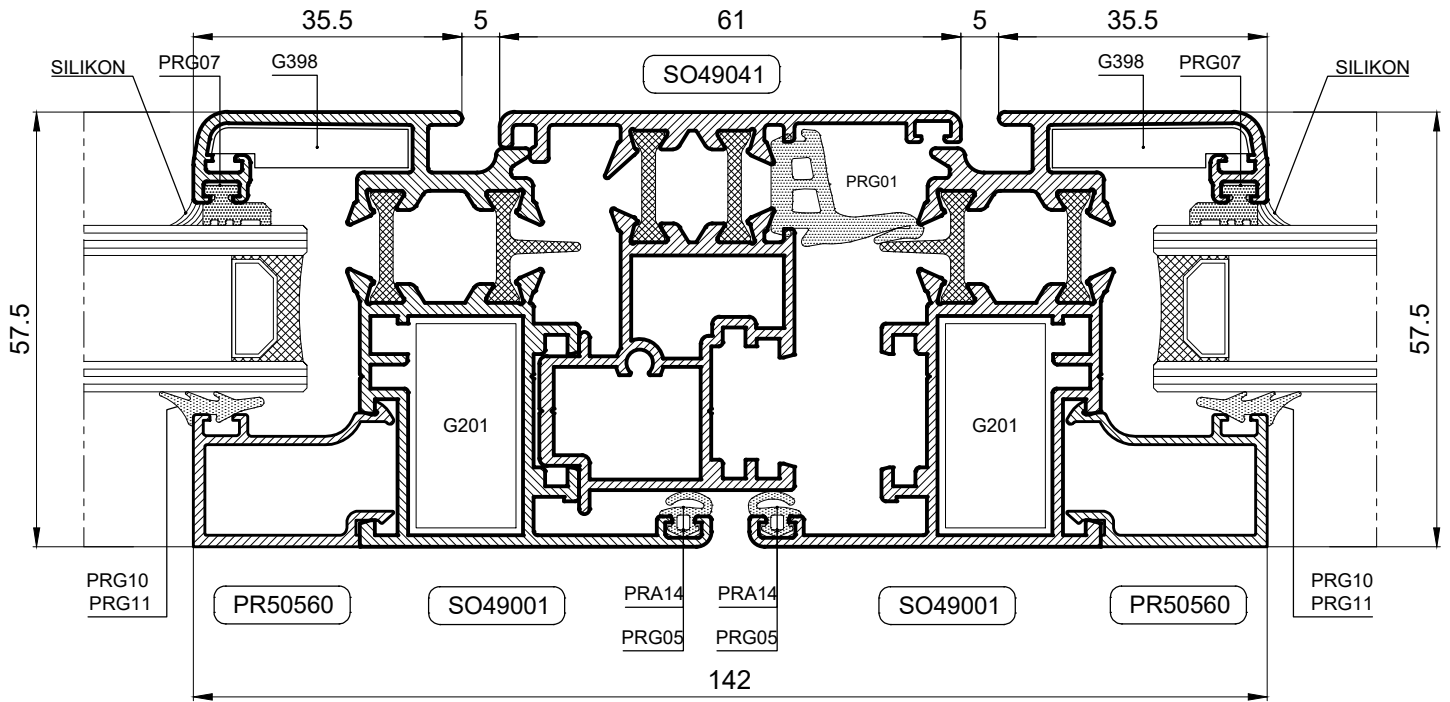 35.5 5 61 5 35.5
SILIKON PRG07 G398 SO49041 G398 PRG07 SILIKON
PRG01
57.5 57.5
G201 G201
PRG10 PRG10
PRG11 PR50560 SO49001 PRA14 PRA14 SO49001 PR50560 PRG11
PRG05 PRG05
142